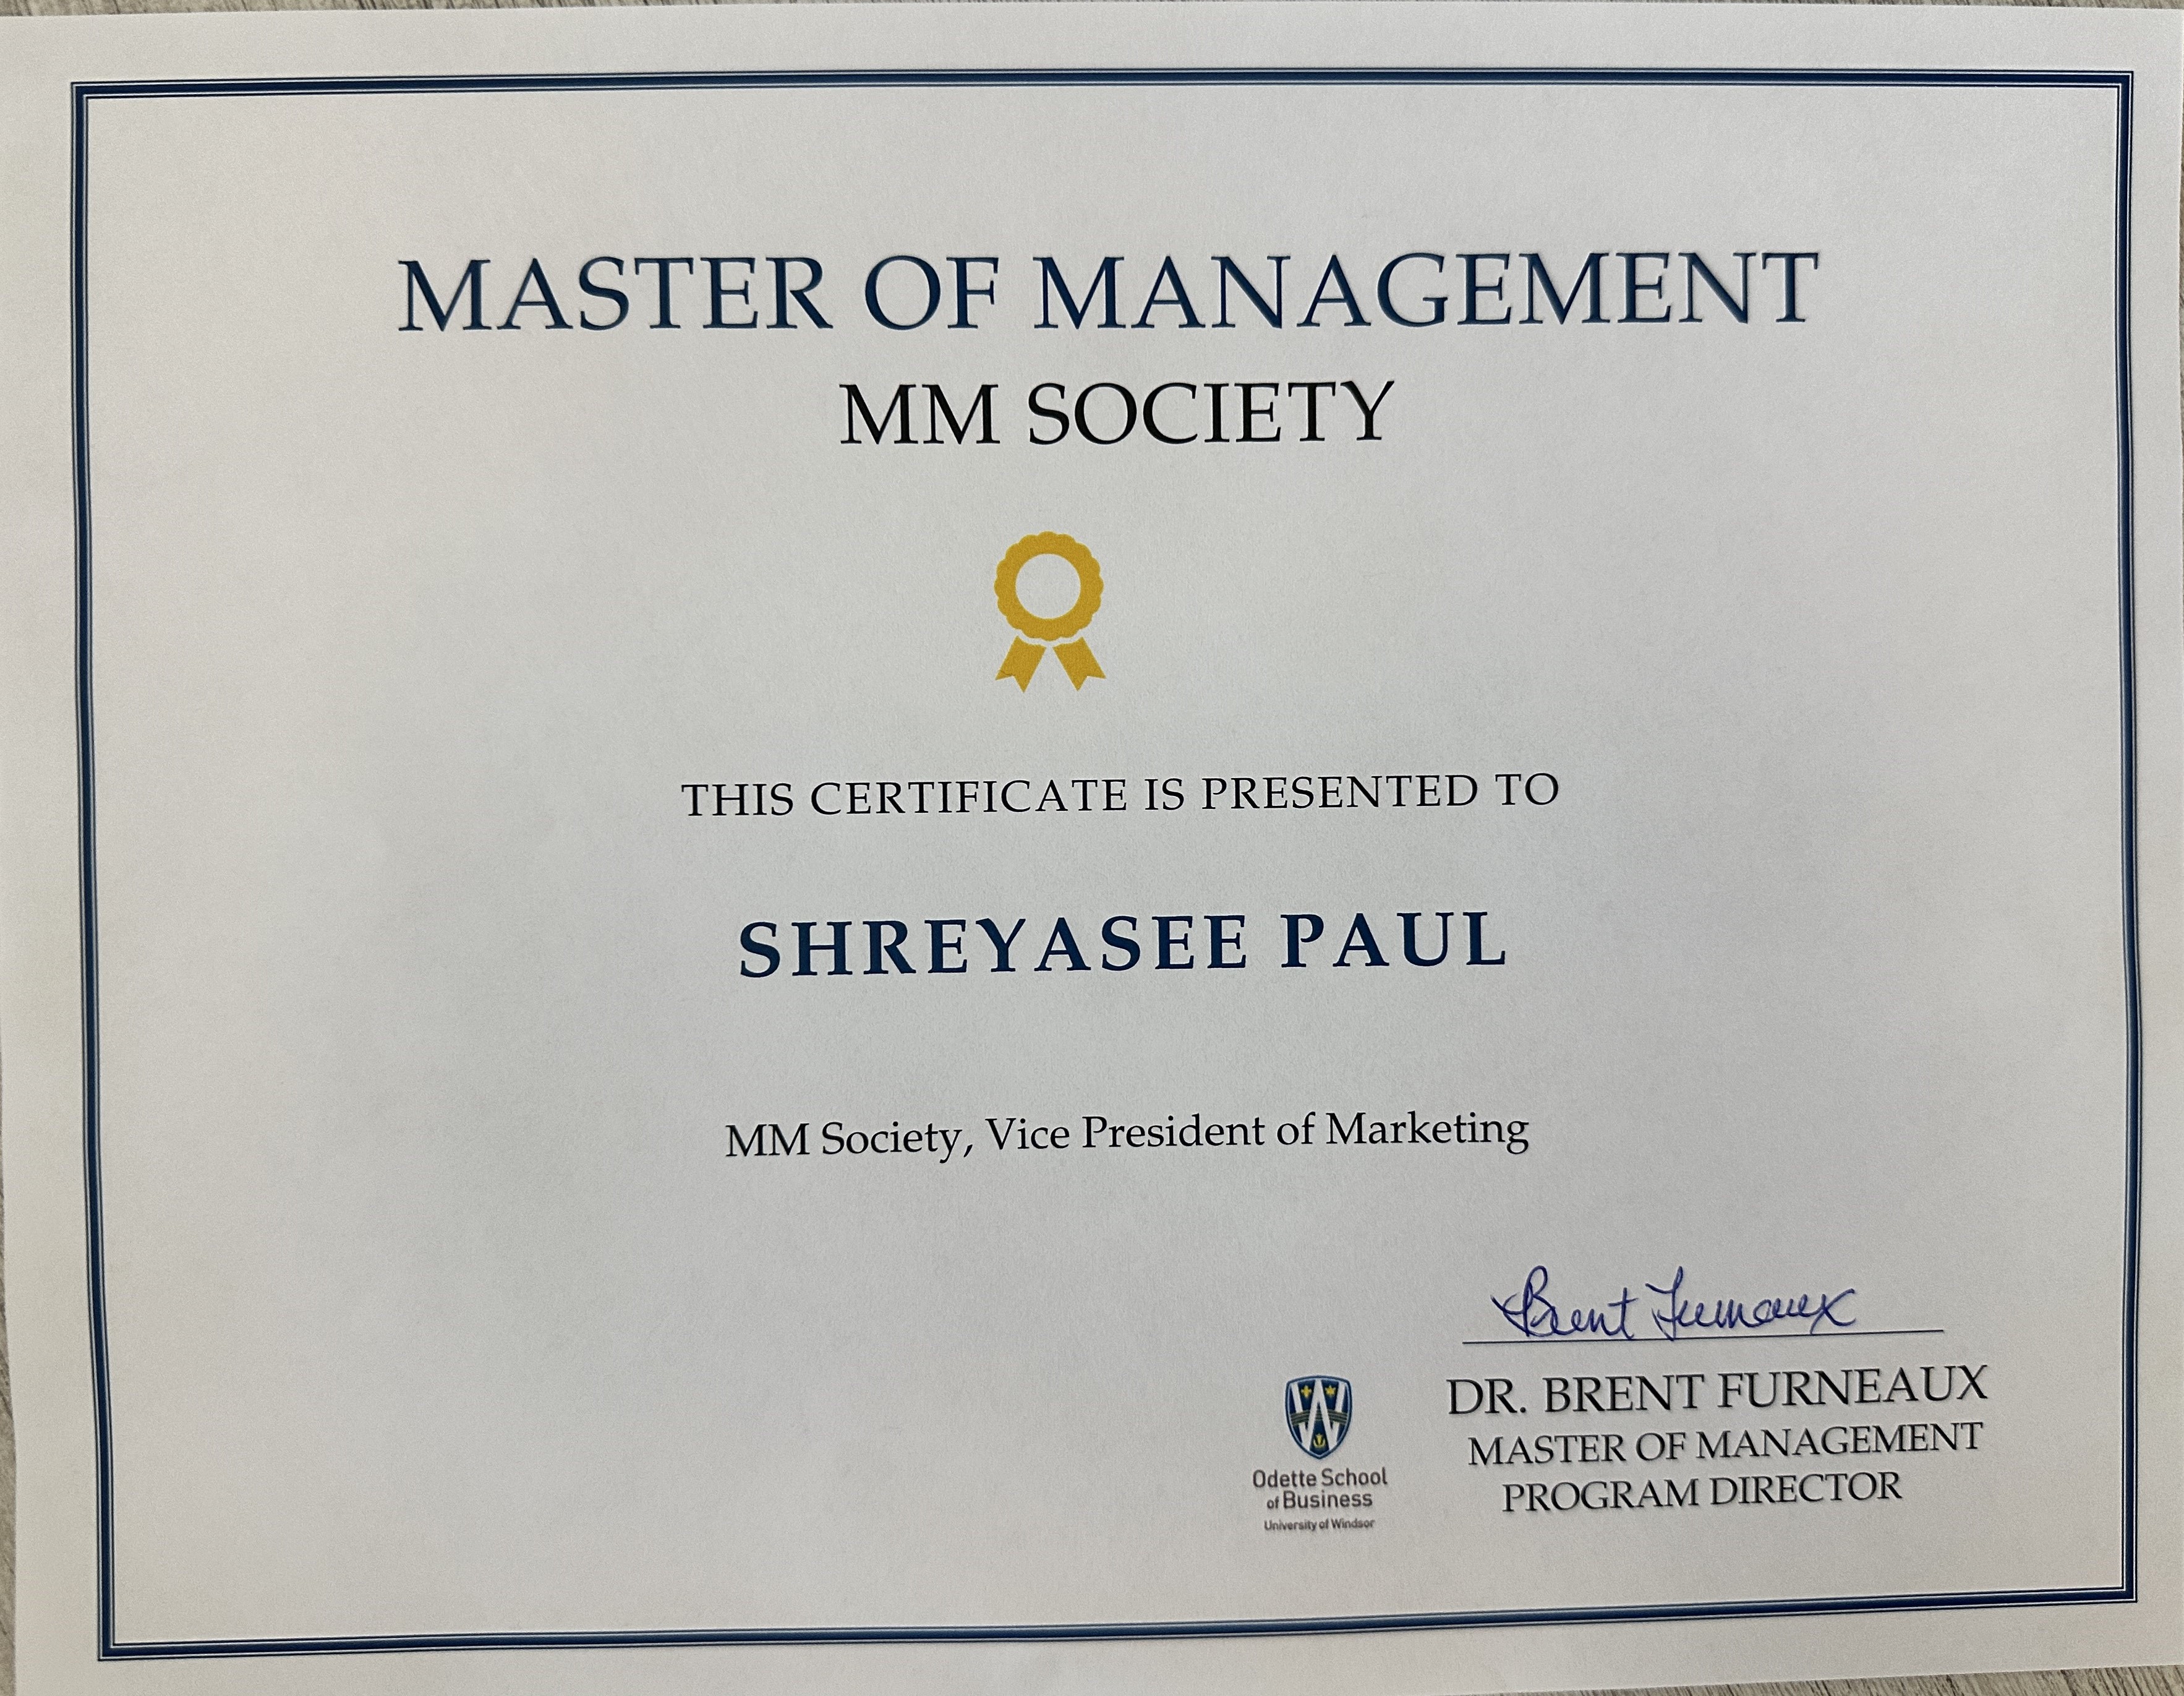 MASTER OF MANAGEMENT
MM SOCIETY
THIS CERTIFICATE IS PRESENTED TO
SHREYASEE PAUL
MM Society, Vice President of Marketing
Brent Furneaux
DR. BRENT FURNEAUX
MASTER OF MANAGEMENT
PROGRAM DIRECTOR
Odette School
of Business
University of Windsor